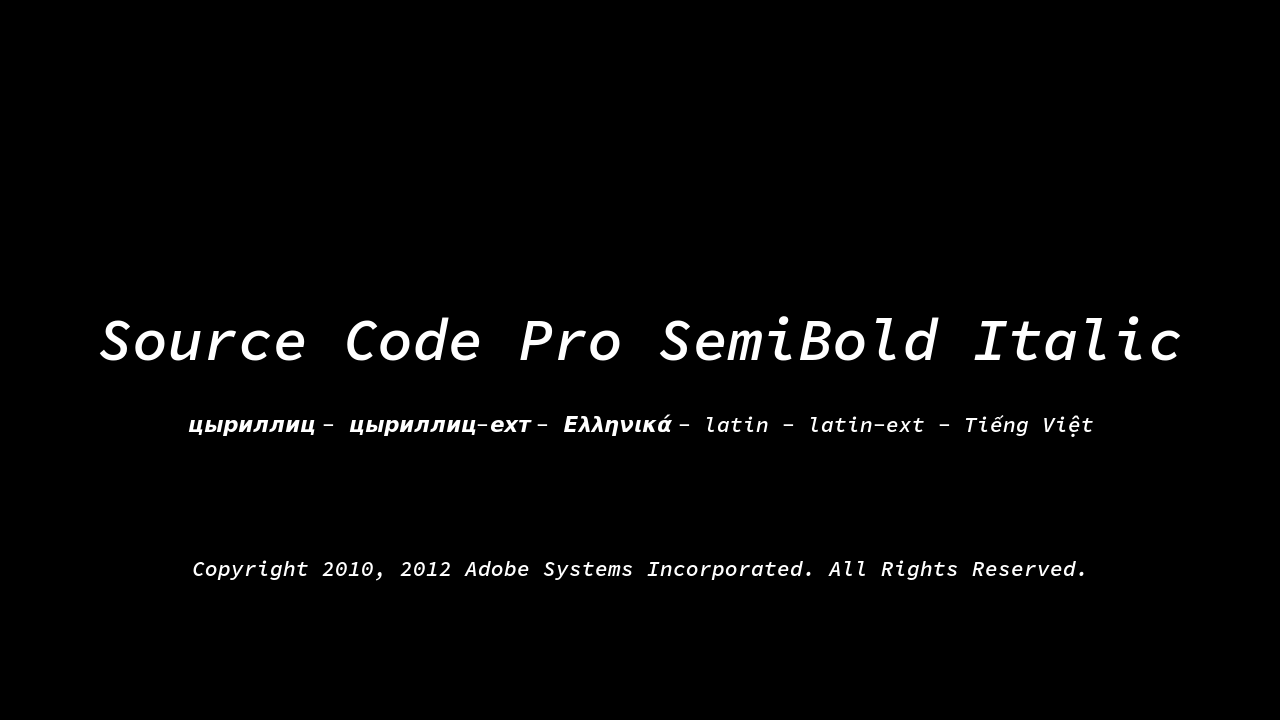 Source Code Pro SemiBold Italic
цыриллиц - цыриллиц-ехт - Ελληνικά - latin - latin-ext - Tiếng Việt
Copyright 2010, 2012 Adobe Systems Incorporated. All Rights Reserved.